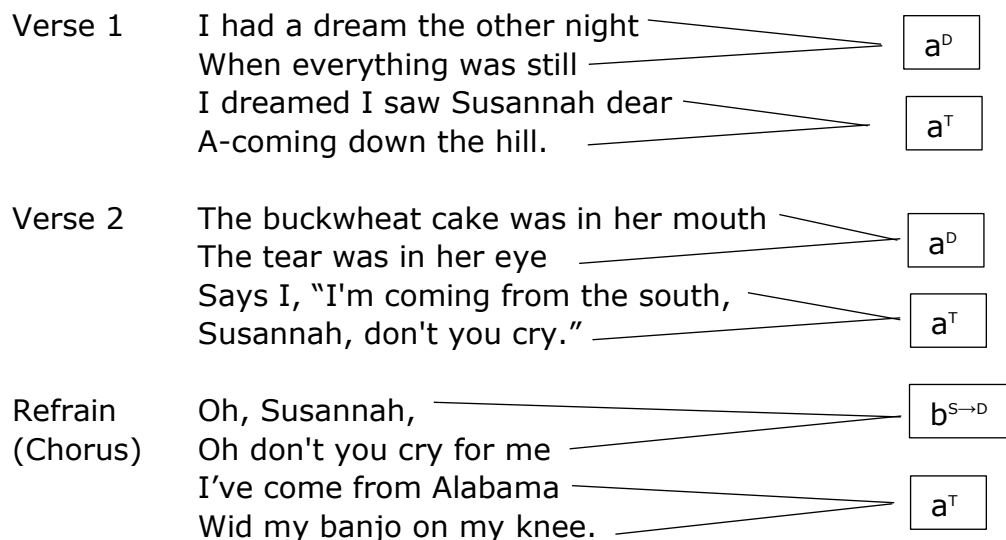 Verse 1 I had a dream the other night
When everything was still
aᴰ
I dreamed I saw Susannah dear
A-coming down the hill.
aᵀ
Verse 2 The buckwheat cake was in her mouth
The tear was in her eye
aᴰ
Says I, “I'm coming from the south,
Susannah, don't you cry.”
aᵀ
Refrain Oh, Susannah,
(Chorus) Oh don't you cry for me
bˢ→ᴰ
I’ve come from Alabama
Wid my banjo on my knee.
aᵀ